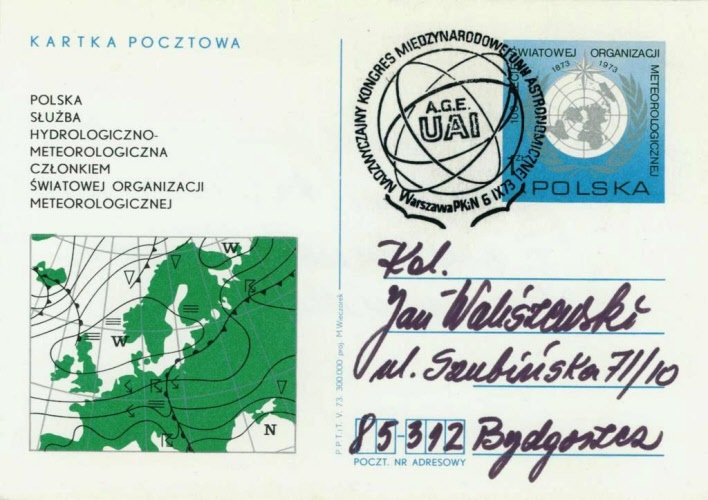 KARTKA POCZTOWA
POLSKA
SŁUŻBA
HYDROLOGICZNO-
METEOROLOGICZNA
CZŁONKIEM
ŚWIATOWEJ ORGANIZACJI
METEOROLOGICZNEJ
W
W
N
P.P.T.i T. V. 73. 300.000 proj. M. Wieczorek
NADZWYCZAJNY KONGRES MIĘDZYNARODOWEJ UNII ASTRONOMICZNEJ
A.G.E.
UAI
Warszawa PKiN 6 IX 73
100-LECIE ŚWIATOWEJ ORGANIZACJI METEOROLOGICZNEJ
1873 1973
POLSKA
Kol.
Jan Waliszewski
ul. Szubińska 71/10
85-312 Bydgoszcz
POCZT. NR ADRESOWY